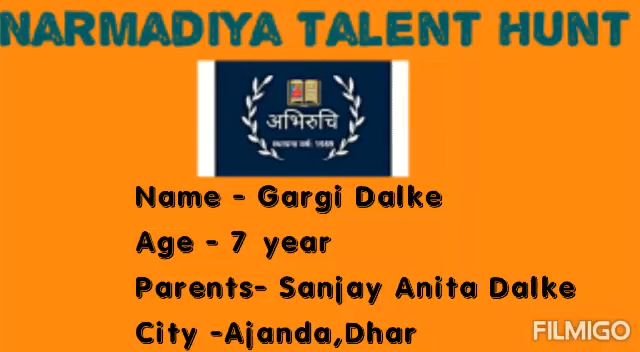 NARMADIYA TALENT HUNT
अभिरुचि
Name - Gargi Dalke
Age - 7 year
Parents- Sanjay Anita Dalke
City -Ajanda,Dhar
FILMIGO